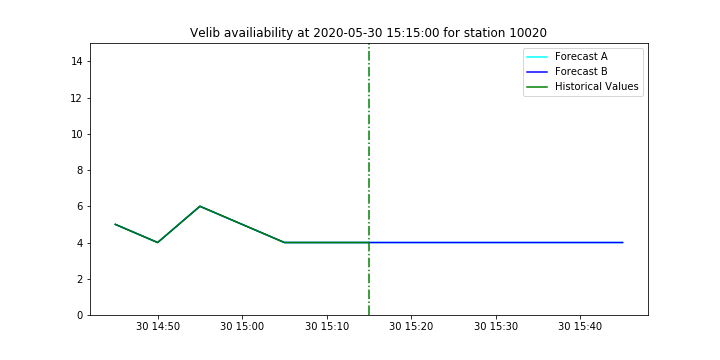 Velib availiability at 2020-05-30 15:15:00 for station 10020
Forecast A
Forecast B
Historical Values
14
12
10
8
6
4
2
0
30 14:50 30 15:00 30 15:10 30 15:20 30 15:30 30 15:40